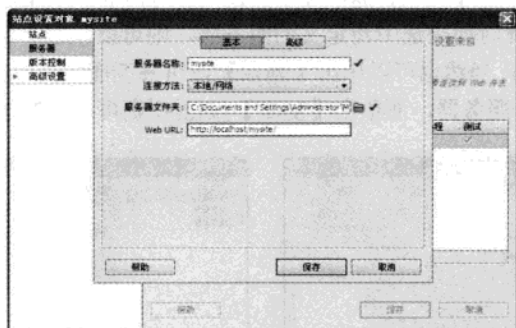 站点设置对象 mysite
站点
服务器
版本控制
高级设置
基本 高级
服务器名称: mysite
连接方法: 本地/网络
服务器文件夹: C:\Documents and Settings\Administrator\M
Web URL: http://localhost/mysite/
帮助 保存 取消
Web
测试
帮助 保存 取消